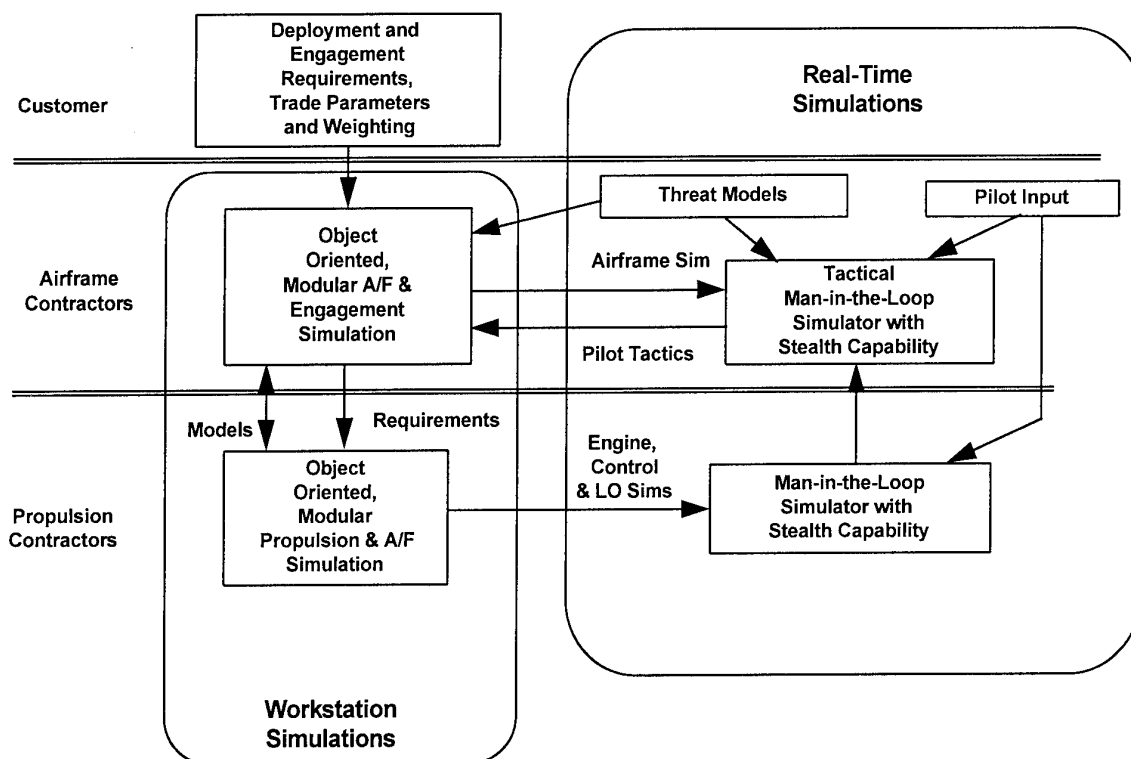 Deployment and
Engagement
Requirements,
Trade Parameters
and Weighting
Real-Time
Simulations
Customer
Threat Models
Pilot Input
Object
Oriented,
Modular A/F &
Engagement
Simulation
Airframe Sim
Tactical
Man-in-the-Loop
Simulator with
Stealth Capability
Airframe
Contractors
Pilot Tactics
Models
Requirements
Object
Oriented,
Modular
Propulsion & A/F
Simulation
Engine,
Control
& LO Sims
Man-in-the-Loop
Simulator with
Stealth Capability
Propulsion
Contractors
Workstation
Simulations